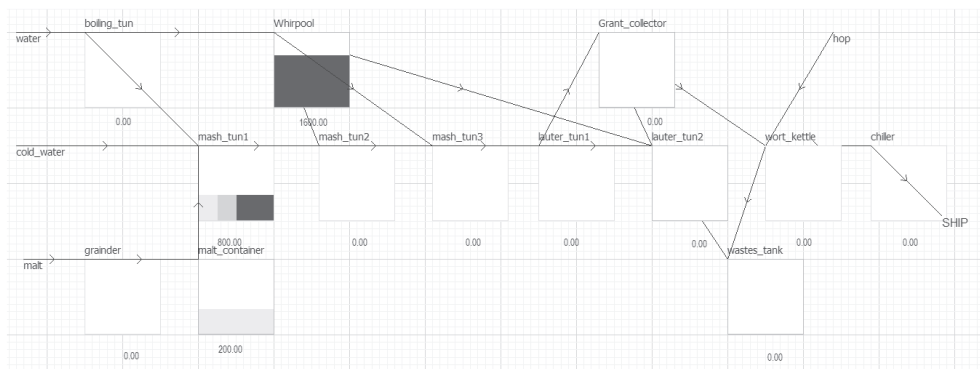 boiling_tun
Whirpool
Grant_collector
water
hop
0.00
1600.00
0.00
mash_tun1
mash_tun2
mash_tun3
lauter_tun1
lauter_tun2
wort_kettle
chiller
cold_water
SHIP
800.00
0.00
0.00
0.00
0.00
0.00
0.00
grainder
malt_container
wastes_tank
malt
0.00
200.00
0.00